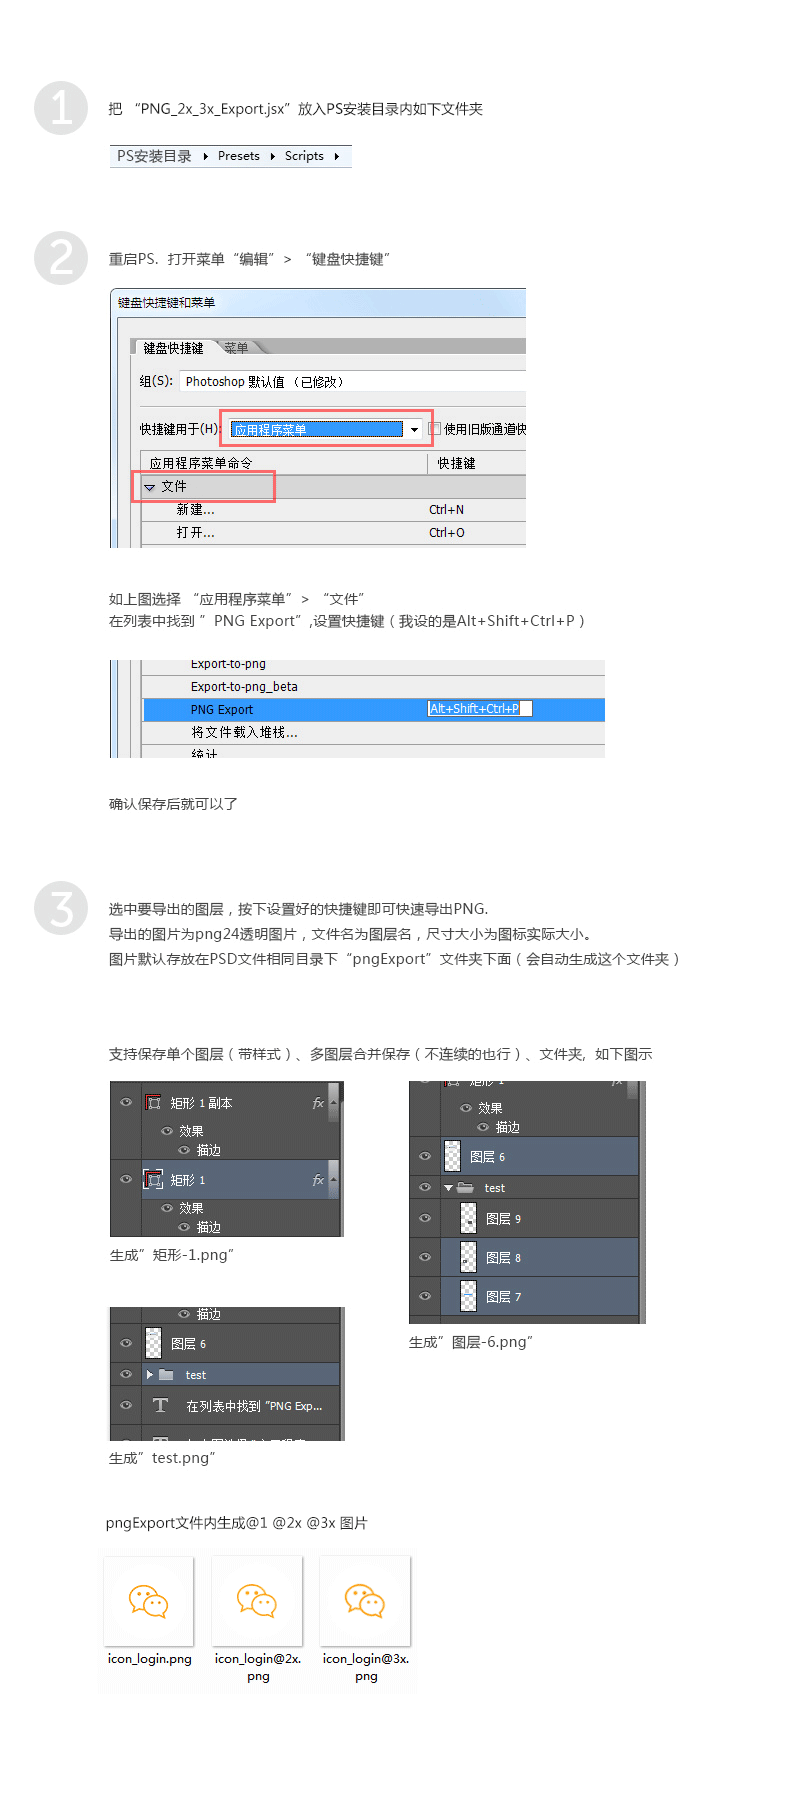 1
把 “PNG_2x_3x_Export.jsx” 放入PS安装目录内如下文件夹
PS安装目录 Presets Scripts
2
重启PS. 打开菜单“编辑” > “键盘快捷键”
键盘快捷键和菜单
键盘快捷键 菜单
组(S): Photoshop 默认值 （已修改）
快捷键用于(H): 应用程序菜单 使用旧版通道快
应用程序菜单命令 快捷键
文件
新建... Ctrl+N
打开... Ctrl+O
如上图选择 “应用程序菜单” > “文件”
在列表中找到 ”PNG Export”,设置快捷键（我设的是Alt+Shift+Ctrl+P）
Export-to-png
Export-to-png_beta
PNG Export Alt+Shift+Ctrl+P
将文件载入堆栈...
统计
确认保存后就可以了
3
选中要导出的图层，按下设置好的快捷键即可快速导出PNG.
导出的图片为png24透明图片，文件名为图层名，尺寸大小为图标实际大小。
图片默认存放在PSD文件相同目录下“pngExport”文件夹下面（会自动生成这个文件夹）
支持保存单个图层（带样式）、多图层合并保存（不连续的也行）、文件夹, 如下图示
矩形 1 副本 fx
效果
描边
矩形 1 fx
效果
描边
生成”矩形-1.png”
矩形 1 fx
效果
描边
图层 6
test
图层 9
图层 8
图层 7
生成”图层-6.png”
描边
图层 6
test
T 在列表中找到 “PNG Exp...
生成”test.png”
pngExport文件内生成@1 @2x @3x 图片
icon_login.png
icon_login@2x.
png
icon_login@3x.
png